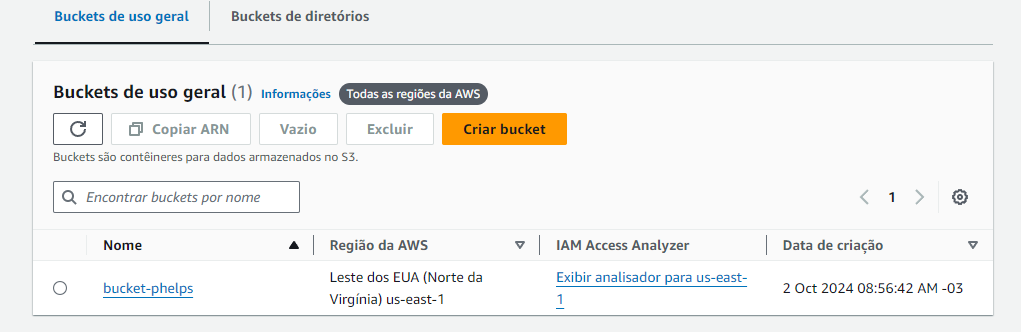 Buckets de uso geral
Buckets de diretórios
Buckets de uso geral (1) Informações Todas as regiões da AWS
Copiar ARN
Vazio
Excluir
Criar bucket
Buckets são contêineres para dados armazenados no S3.
Encontrar buckets por nome
1
Nome
Região da AWS
IAM Access Analyzer
Data de criação
bucket-phelps
Leste dos EUA (Norte da
Virgínia) us-east-1
Exibir analisador para us-east-
1
2 Oct 2024 08:56:42 AM -03